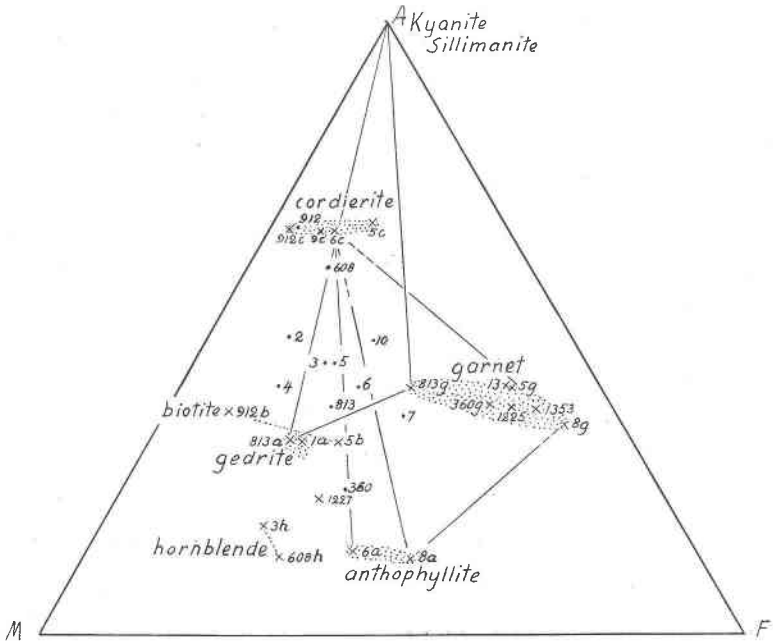 A Kyanite
Sillimanite
cordierite
912
912c 9c 6c 5c
608
2
10
3 5
garnet
4
6
813g
13 5g
biotite 912b
813
360g
1353
7
1225
8g
813a 1a 5b
gedrite
360
1227
3h
hornblende
608h
6a
8a
anthophyllite
M
F